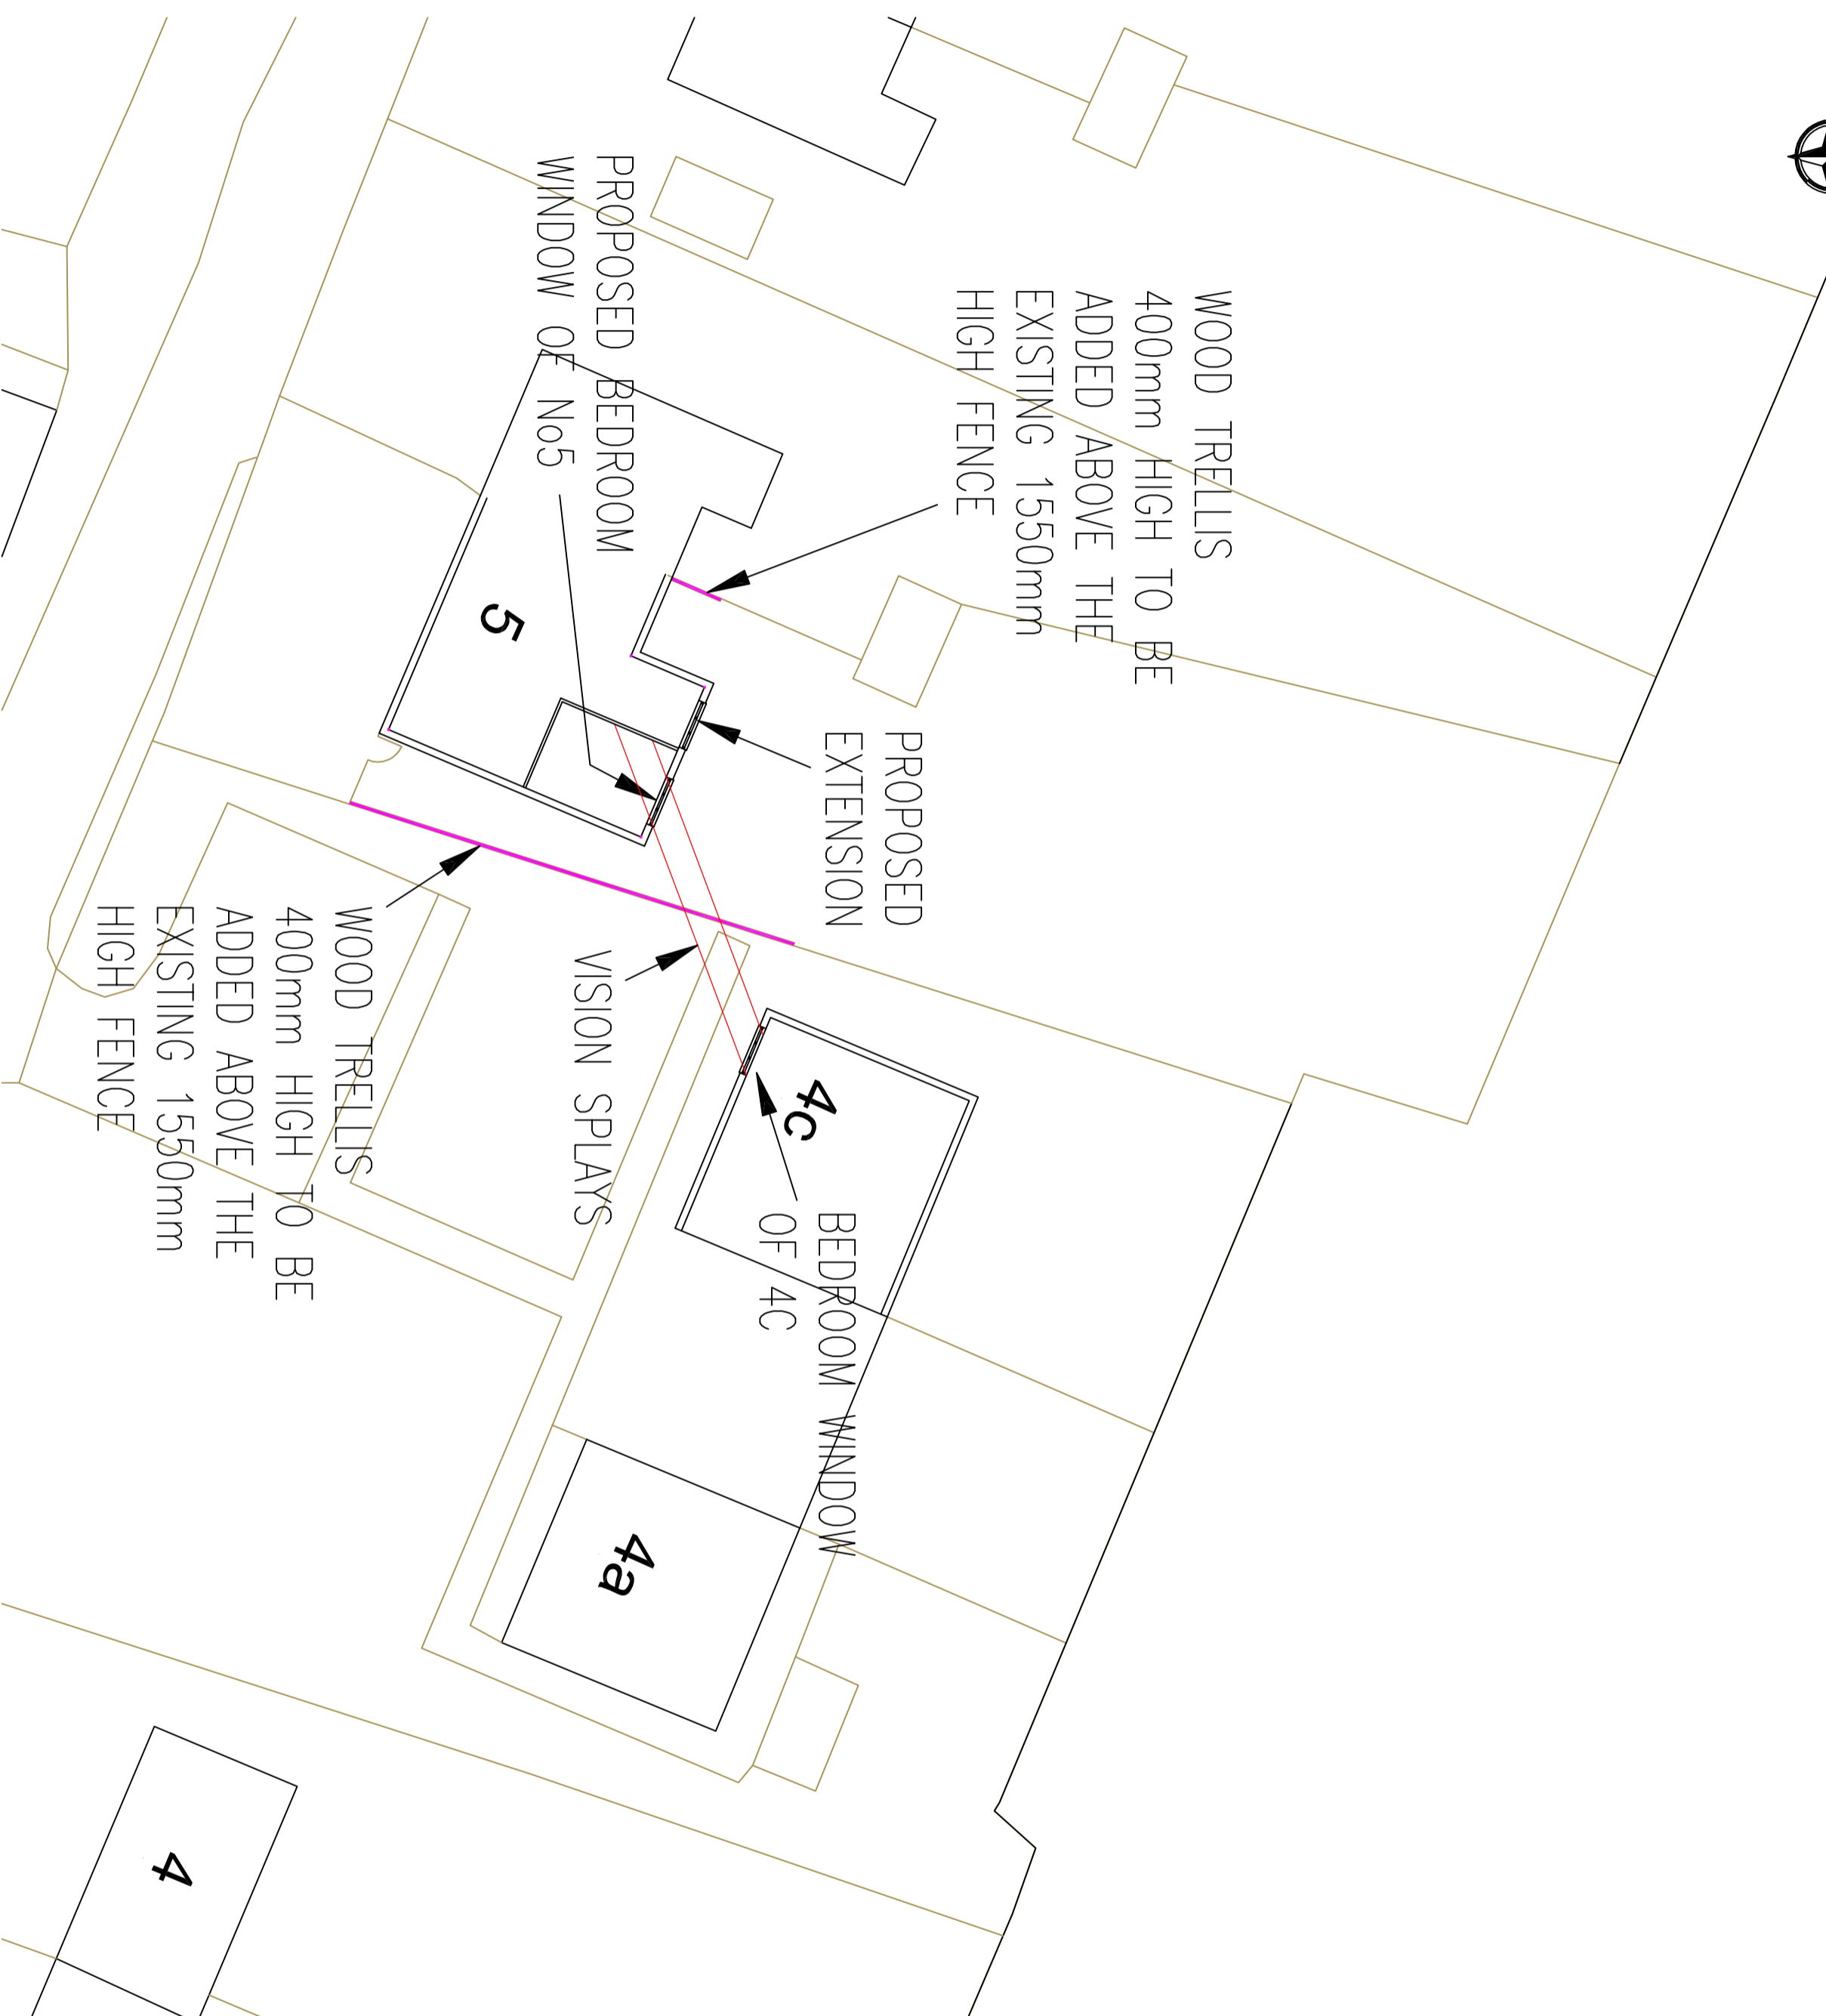 WOOD TRELLIS
400mm HIGH TO BE
ADDED ABOVE THE
EXISTING 1550mm
HIGH FENCE
PROPOSED BEDROOM
WINDOW OF No5
PROPOSED
EXTENSION
5
WOOD TRELLIS
400mm HIGH TO BE
ADDED ABOVE THE
EXISTING 1550mm
HIGH FENCE
VISION SPLAYS
4c
BEDROOM WINDOW
OF 4C
4a
4